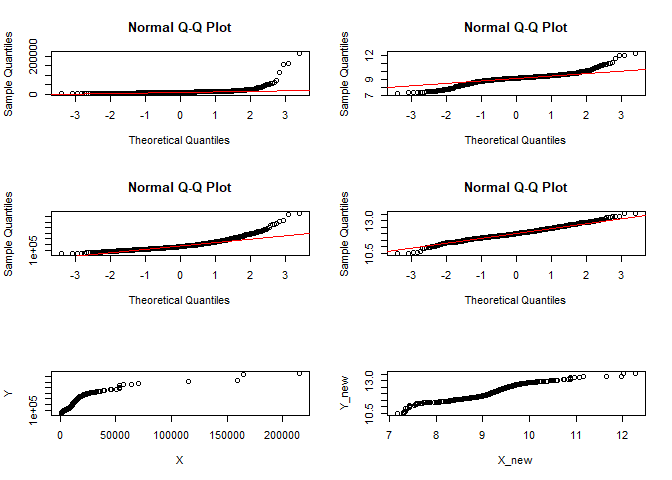 Normal Q-Q Plot
Sample Quantiles
0 200000
-3 -2 -1 0 1 2 3
Theoretical Quantiles
Normal Q-Q Plot
Sample Quantiles
7 9 12
-3 -2 -1 0 1 2 3
Theoretical Quantiles
Normal Q-Q Plot
Sample Quantiles
1e+05
-3 -2 -1 0 1 2 3
Theoretical Quantiles
Normal Q-Q Plot
Sample Quantiles
10.5 13.0
-3 -2 -1 0 1 2 3
Theoretical Quantiles
Y
1e+05
0 50000 100000 150000 200000
X
Y_new
10.5 13.0
7 8 9 10 11 12
X_new